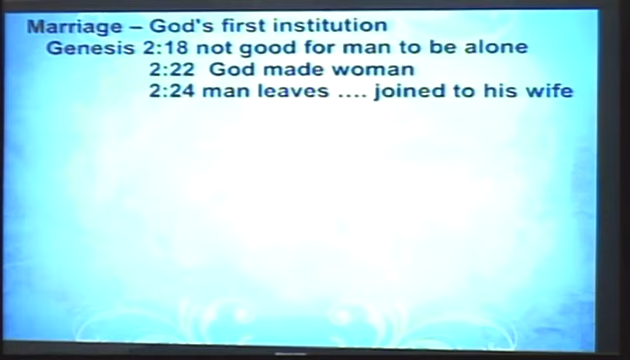 Marriage – God's first institution
Genesis 2:18 not good for man to be alone
2:22 God made woman
2:24 man leaves .... joined to his wife